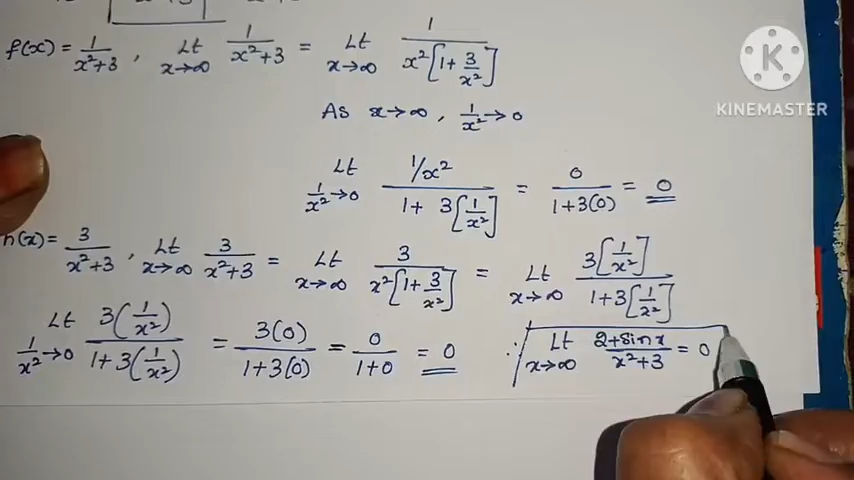 f(x) = 1/(x²+3) , Lt x→∞ 1/(x²+3) = Lt x→∞ 1/(x²[1+ 3/x²])
As x→∞, 1/x²→0
Lt 1/x²→0 (1/x²)/(1+ 3[1/x²]) = 0/(1+3(0)) = 0
h(x)= 3/(x²+3) , Lt x→∞ 3/(x²+3) = Lt x→∞ 3/(x²[1+ 3/x²]) = Lt x→∞ 3[1/x²]/(1+3[1/x²])
Lt 1/x²→0 3(1/x²)/(1+3(1/x²)) = 3(0)/(1+3(0)) = 0/(1+0) = 0
∴ Lt x→∞ (2+sin x)/(x²+3) = 0
KINEMASTER